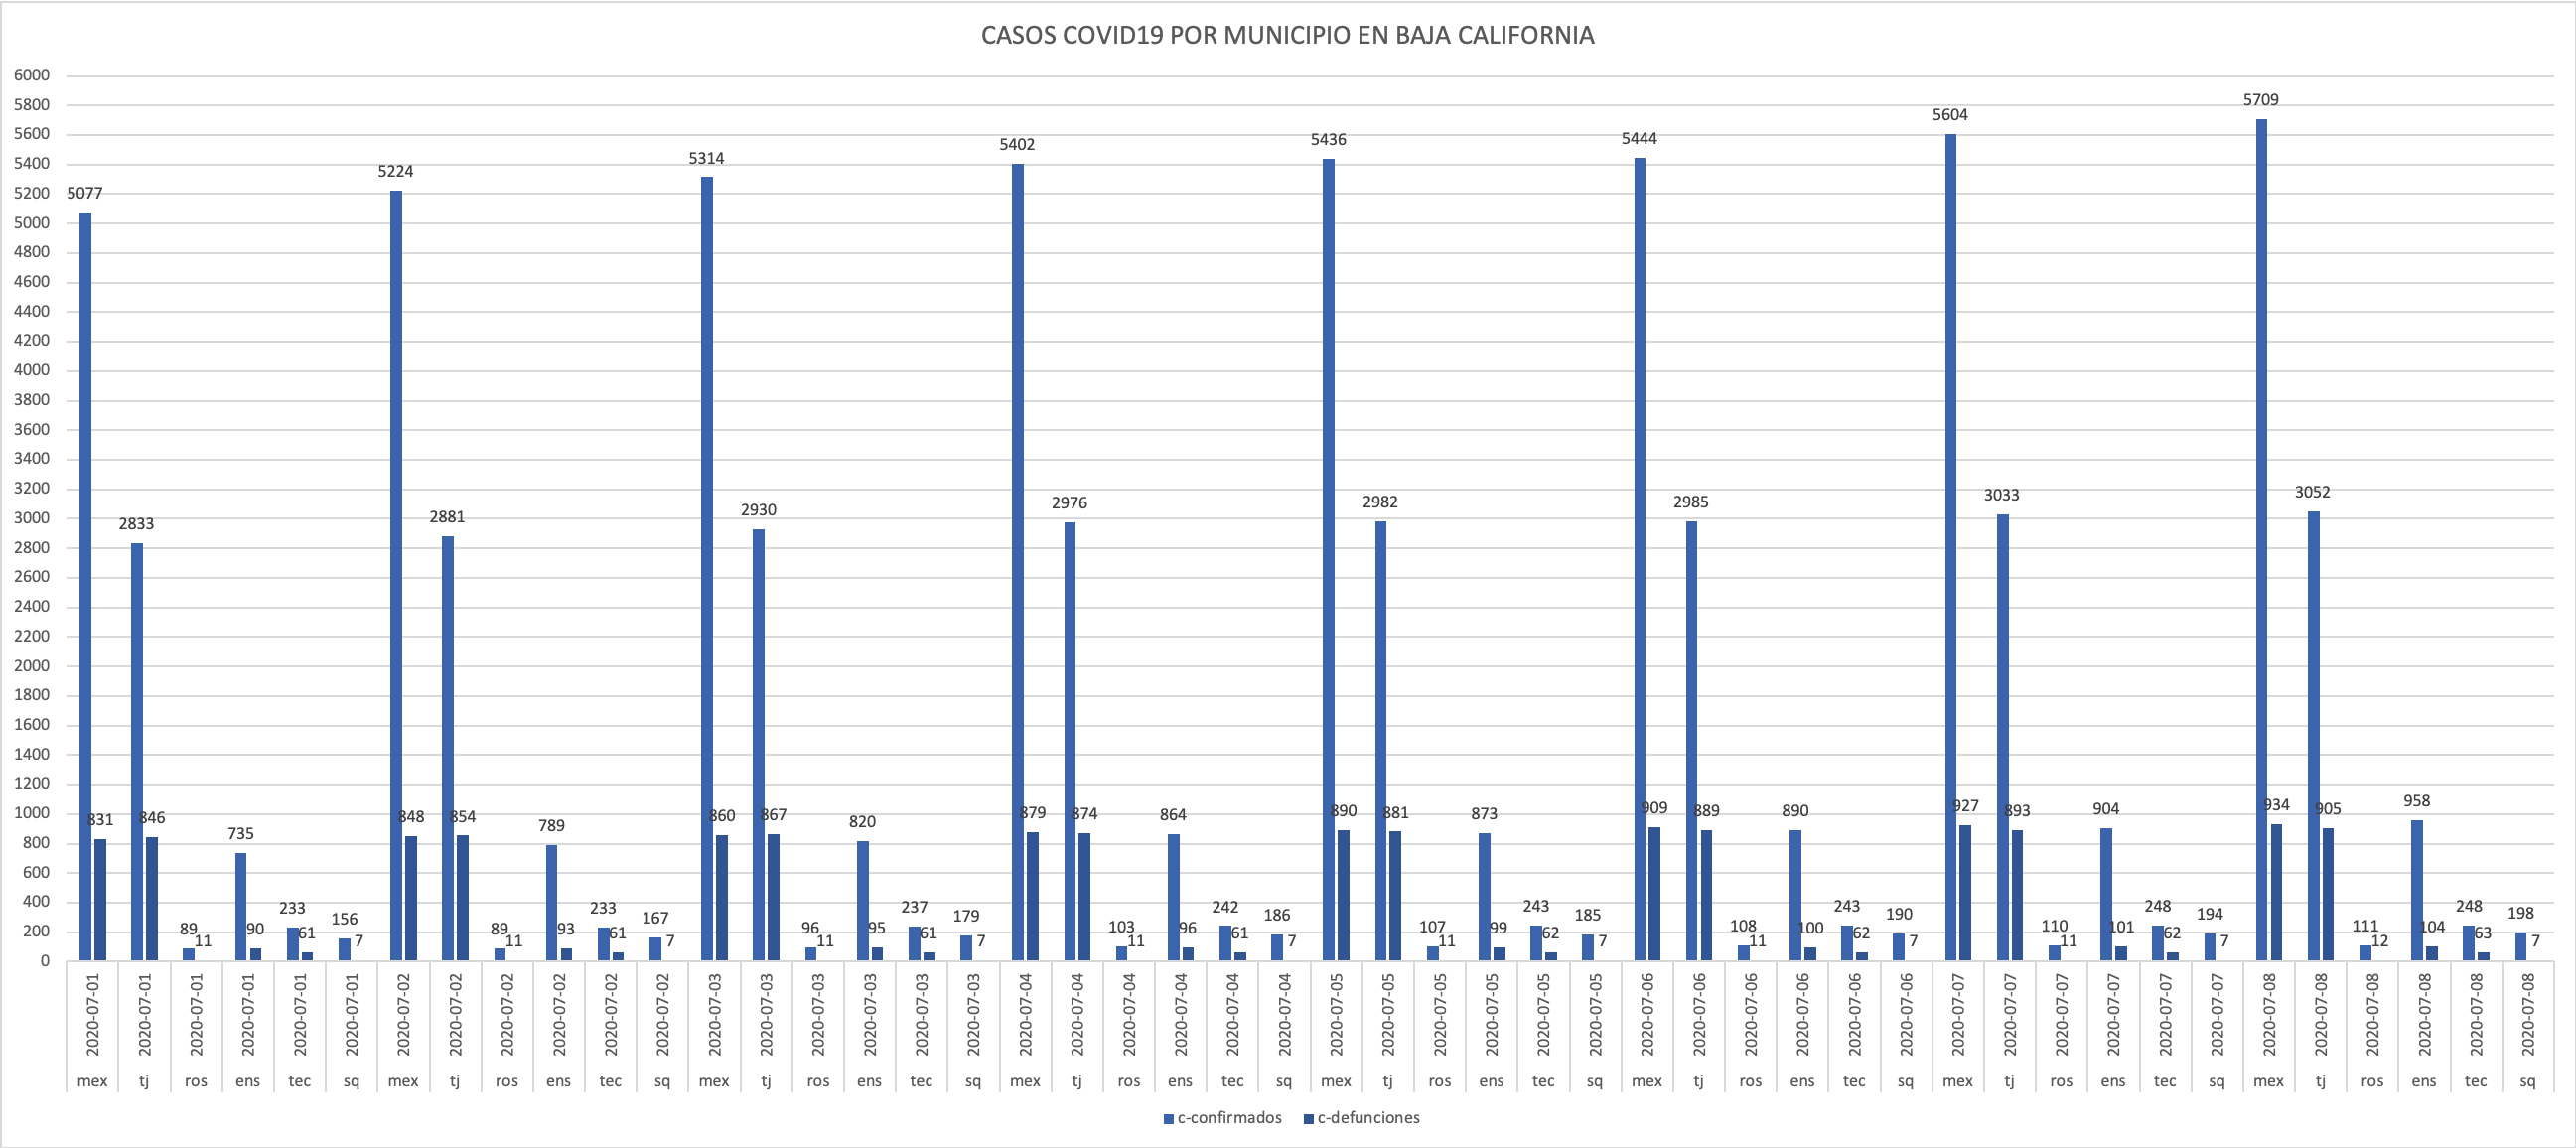 CASOS COVID19 POR MUNICIPIO EN BAJA CALIFORNIA
6000
5800
5600
5400
5200
5000
4800
4600
4400
4200
4000
3800
3600
3400
3200
3000
2800
2600
2400
2200
2000
1800
1600
1400
1200
1000
800
600
400
200
0
5077 831 2833 846 89 11 735 90 233 61 156 7
5224 848 2881 854 89 11 789 93 233 61 167 7
5314 860 2930 867 96 11 820 95 237 61 179 7
5402 879 2976 874 103 11 864 96 242 61 186 7
5436 890 2982 881 107 11 873 99 243 62 185 7
5444 909 2985 889 108 11 890 100 243 62 190 7
5604 927 3033 893 110 11 904 101 248 62 194 7
5709 934 3052 905 111 12 958 104 248 63 198 7
2020-07-01 2020-07-01 2020-07-01 2020-07-01 2020-07-01 2020-07-01 2020-07-02 2020-07-02 2020-07-02 2020-07-02 2020-07-02 2020-07-02 2020-07-03 2020-07-03 2020-07-03 2020-07-03 2020-07-03 2020-07-03 2020-07-04 2020-07-04 2020-07-04 2020-07-04 2020-07-04 2020-07-04 2020-07-05 2020-07-05 2020-07-05 2020-07-05 2020-07-05 2020-07-05 2020-07-06 2020-07-06 2020-07-06 2020-07-06 2020-07-06 2020-07-06 2020-07-07 2020-07-07 2020-07-07 2020-07-07 2020-07-07 2020-07-07 2020-07-08 2020-07-08 2020-07-08 2020-07-08 2020-07-08 2020-07-08
mex tj ros ens tec sq mex tj ros ens tec sq mex tj ros ens tec sq mex tj ros ens tec sq mex tj ros ens tec sq mex tj ros ens tec sq mex tj ros ens tec sq mex tj ros ens tec sq
c-confirmados c-defunciones